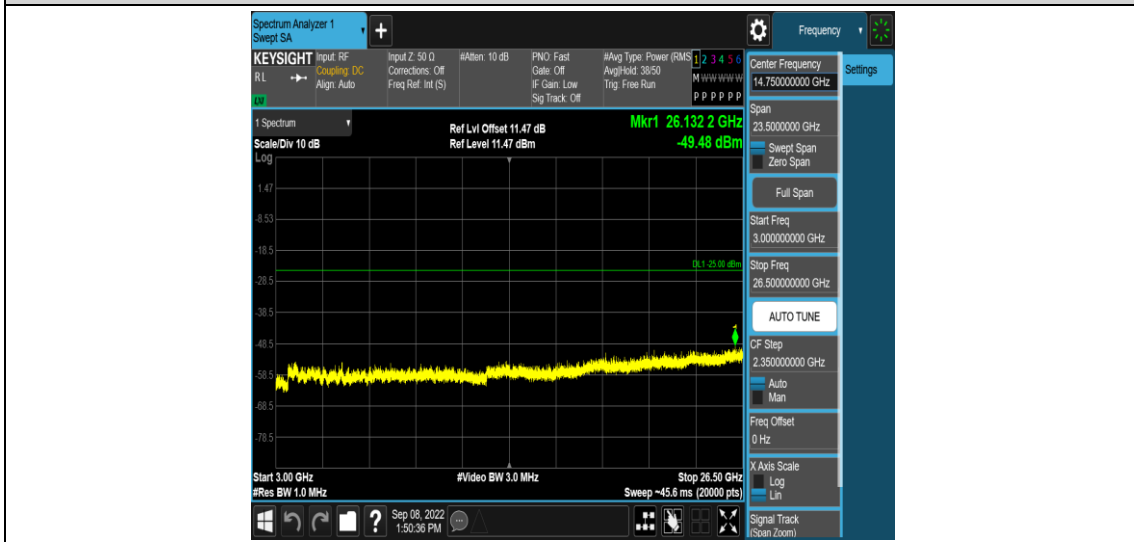 Spectrum Analyzer 1
Swept SA
Frequency
KEYSIGHT
RL
LXI
Input: RF
Coupling: DC
Align: Auto
Input Z: 50 Ω
Corrections: Off
Freq Ref: Int (S)
#Atten: 10 dB
PNO: Fast
Gate: Off
IF Gain: Low
Sig Track: Off
#Avg Type: Power (RMS
Avg|Hold: 38/50
Trig: Free Run
1 2 3 4 5 6
M W W W W W
P P P P P P
Center Frequency
14.750000000 GHz
Settings
1 Spectrum
Scale/Div 10 dB
Log
Ref Lvl Offset 11.47 dB
Ref Level 11.47 dBm
Mkr1 26.132 2 GHz
-49.48 dBm
1.47
-8.53
-18.5
-28.5
-38.5
-48.5
-58.5
-68.5
-78.5
DL1 -25.00 dBm
1
Start 3.00 GHz
#Res BW 1.0 MHz
#Video BW 3.0 MHz
Stop 26.50 GHz
Sweep ~45.6 ms (20000 pts)
Span
23.5000000 GHz
Swept Span
Zero Span
Full Span
Start Freq
3.000000000 GHz
Stop Freq
26.500000000 GHz
AUTO TUNE
CF Step
2.350000000 GHz
Auto
Man
Freq Offset
0 Hz
X Axis Scale
Log
Lin
Signal Track
(Span Zoom)
?
Sep 08, 2022
1:50:36 PM